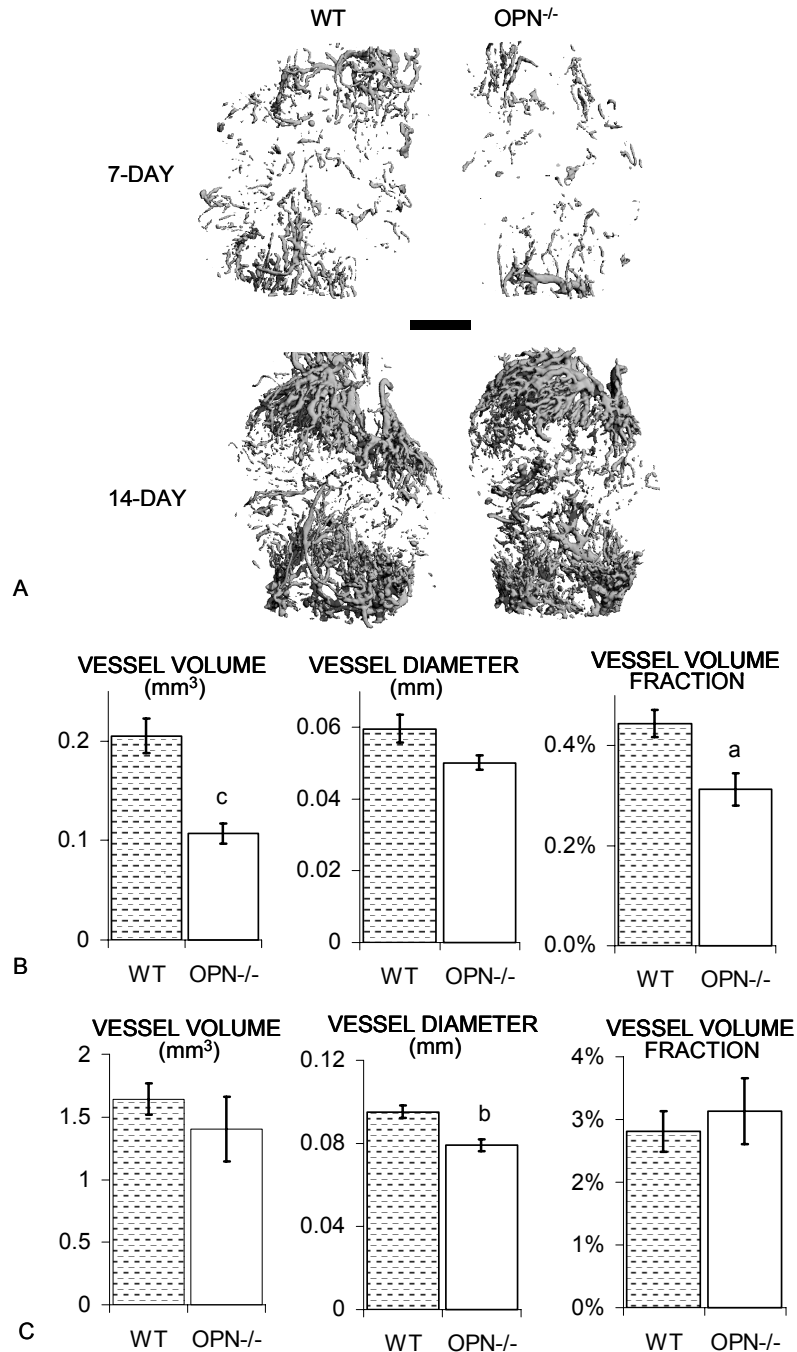 WT OPN-/-
7-DAY
14-DAY
A
VESSEL VOLUME
(mm3)
0.2
0.1
0
c
WT OPN-/-
VESSEL DIAMETER
(mm)
0.06
0.04
0.02
0
WT OPN-/-
VESSEL VOLUME
FRACTION
0.4%
0.2%
0.0%
a
WT OPN-/-
B
VESSEL VOLUME
(mm3)
2
1.5
1
0.5
0
WT OPN-/-
VESSEL DIAMETER
(mm)
0.12
0.08
0.04
0
b
WT OPN-/-
VESSEL VOLUME
FRACTION
4%
3%
2%
1%
0%
WT OPN-/-
C